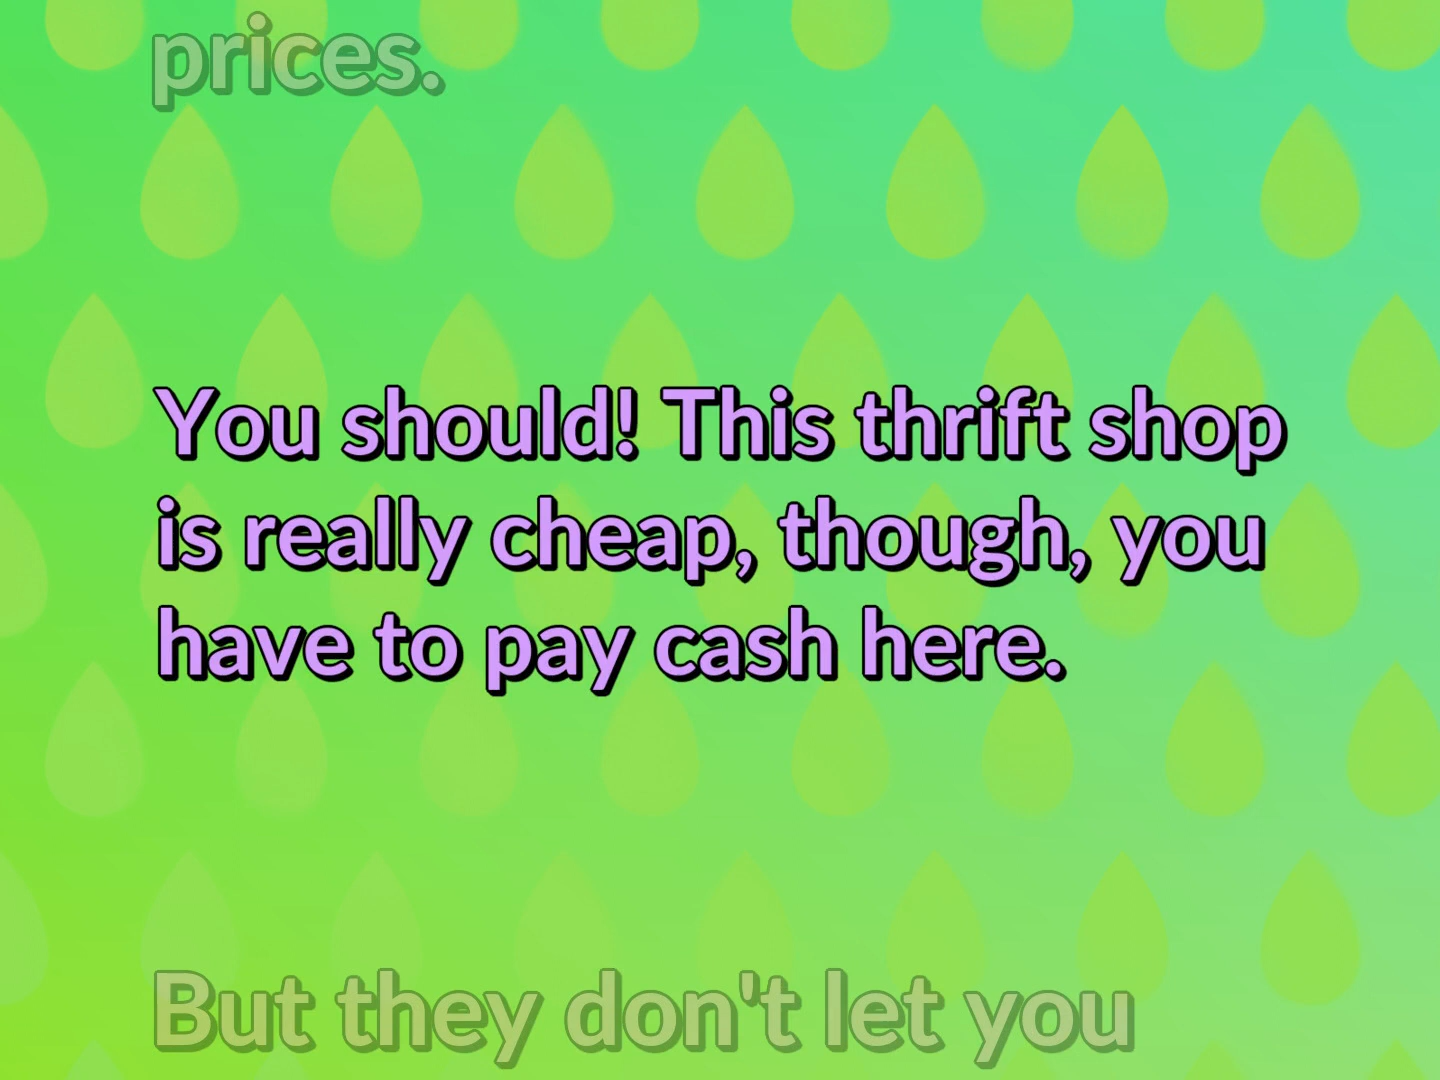 prices.
You should! This thrift shop
is really cheap, though, you
have to pay cash here.
But they don't let you